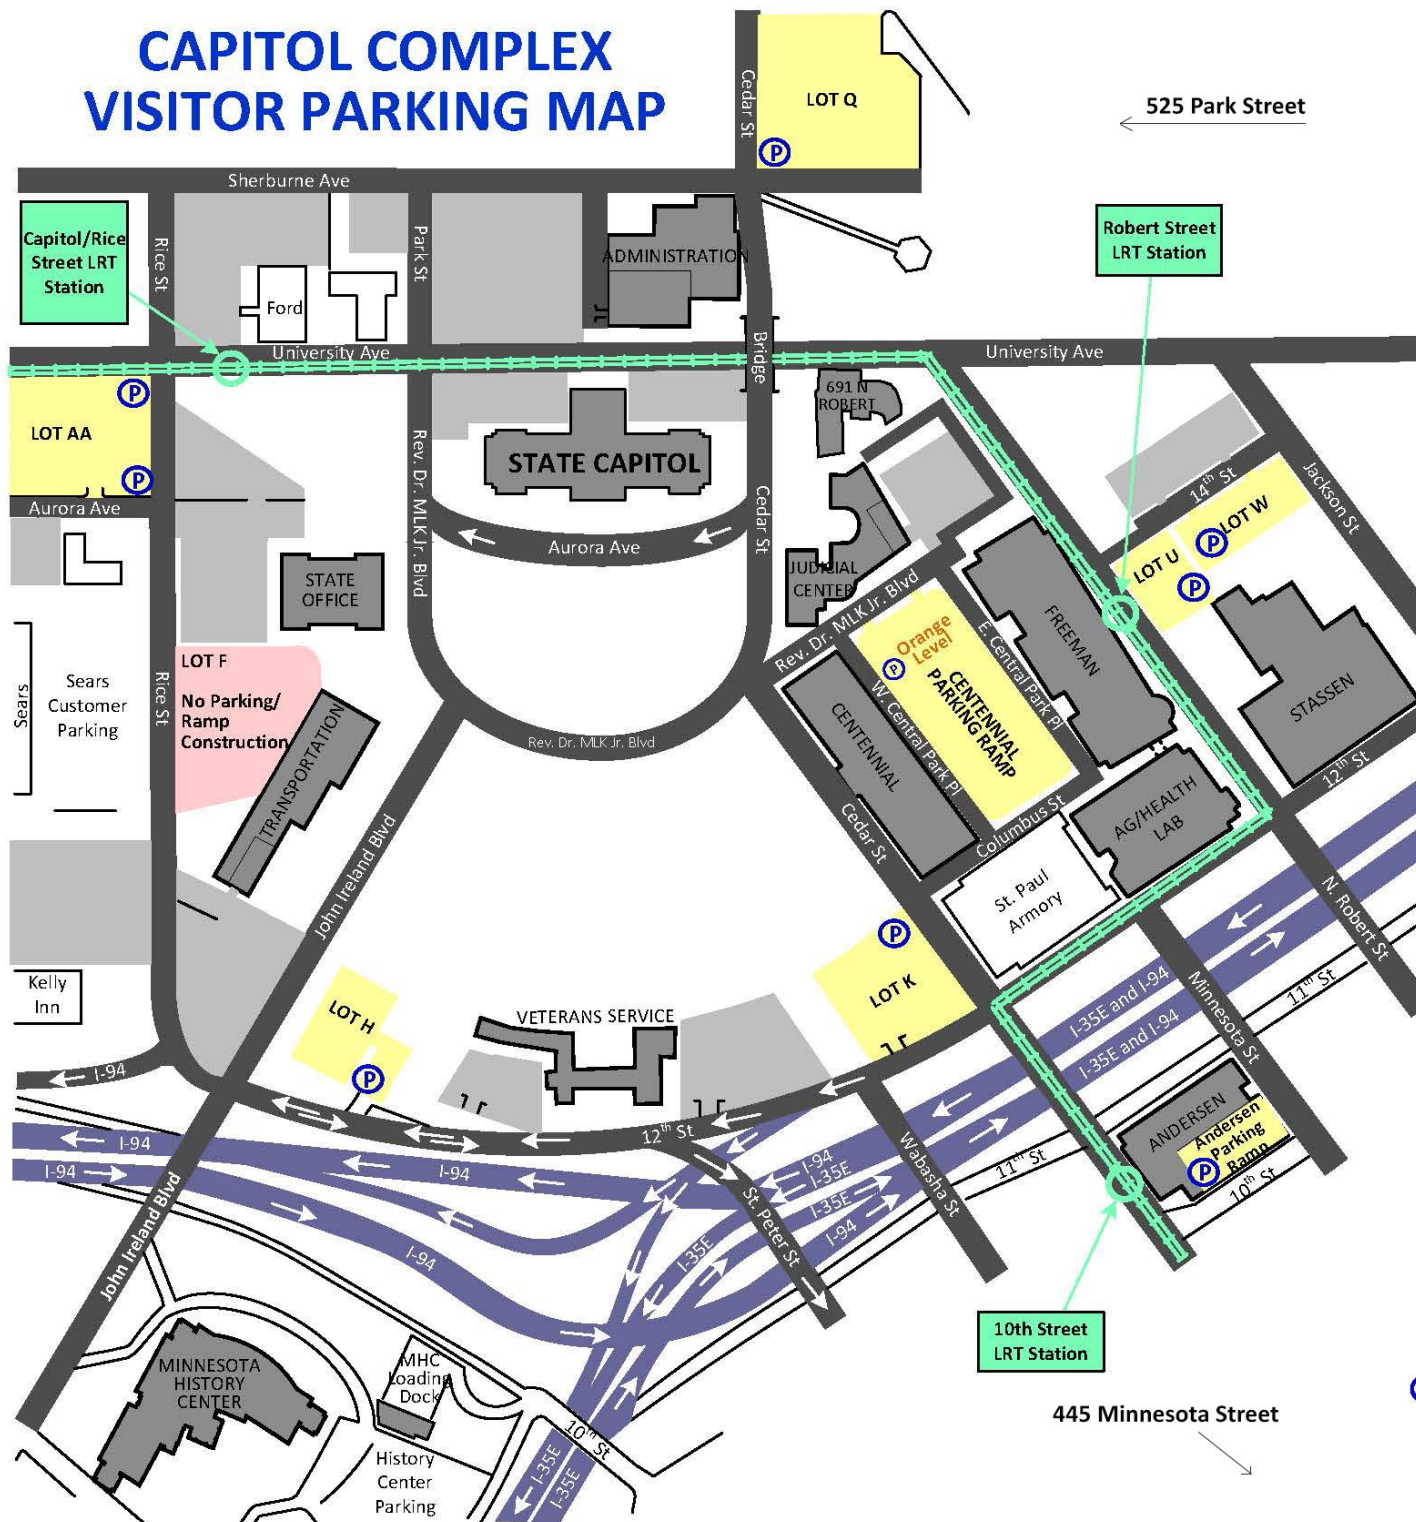 CAPITOL COMPLEX
VISITOR PARKING MAP
Cedar St
LOT Q
P
525 Park Street
Sherburne Ave
Capitol/Rice
Street LRT
Station
Rice St
Park St
Ford
ADMINISTRATION
Robert Street
LRT Station
University Ave
Bridge
University Ave
P
LOT AA
P
Aurora Ave
Rev. Dr. MLK Jr. Blvd
STATE CAPITOL
691 N
ROBERT
Cedar St
Aurora Ave
14th St
Jackson St
LOT W
P
LOT U
P
STATE
OFFICE
JUDICIAL
CENTER
Rev. Dr. MLK Jr. Blvd
Orange
Level
P
CENTENNIAL
PARKING RAMP
E. Central Park Pl
FREEMAN
STASSEN
LOT F
No Parking/
Ramp
Construction
Sears
Sears
Customer
Parking
Rice St
TRANSPORTATION
Rev. Dr. MLK Jr. Blvd
CENTENNIAL
W. Central Park Pl
12th St
Cedar St
Columbus St
AG/HEALTH
LAB
John Ireland Blvd
St. Paul
Armory
N. Robert St
P
LOT K
Kelly
Inn
LOT H
P
VETERANS SERVICE
I-35E and I-94
I-35E and I-94
Minnesota St
11th St
I-94
12th St
I-94
I-94
I-94
I-94
I-35E
I-35E
I-94
Wabasha St
11th St
ANDERSEN
Andersen
Parking
Ramp
P
10th St
John Ireland Blvd
I-94
I-35E
St. Peter St
10th Street
LRT Station
MINNESOTA
HISTORY
CENTER
MHC
Loading
Dock
10th St
445 Minnesota Street
History
Center
Parking
I-35E
I-35E